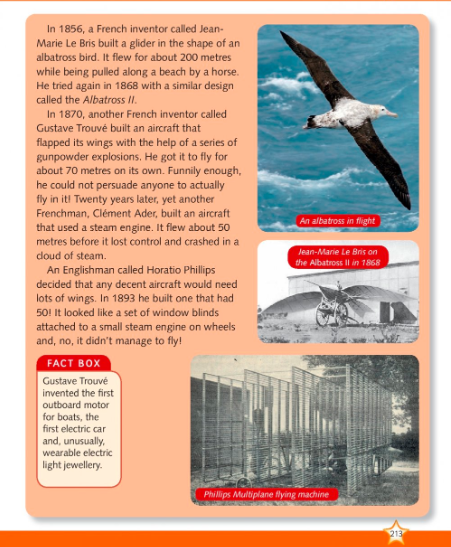 In 1856, a French inventor called Jean-
Marie Le Bris built a glider in the shape of an
albatross bird. It flew for about 200 metres
while being pulled along a beach by a horse.
He tried again in 1868 with a similar design
called the Albatross II.
In 1870, another French inventor called
Gustave Trouvé built an aircraft that
flapped its wings with the help of a series of
gunpowder explosions. He got it to fly for
about 70 metres on its own. Funnily enough,
he could not persuade anyone to actually
fly in it! Twenty years later, yet another
Frenchman, Clément Ader, built an aircraft
that used a steam engine. It flew about 50
metres before it lost control and crashed in a
cloud of steam.
An Englishman called Horatio Phillips
decided that any decent aircraft would need
lots of wings. In 1893 he built one that had
50! It looked like a set of window blinds
attached to a small steam engine on wheels
and, no, it didn't manage to fly!
An albatross in flight
Jean-Marie Le Bris on
the Albatross II in 1868
FACT BOX
Gustave Trouvé
invented the first
outboard motor
for boats, the
first electric car
and, unusually,
wearable electric
light jewellery.
Phillips Multiplane flying machine
213